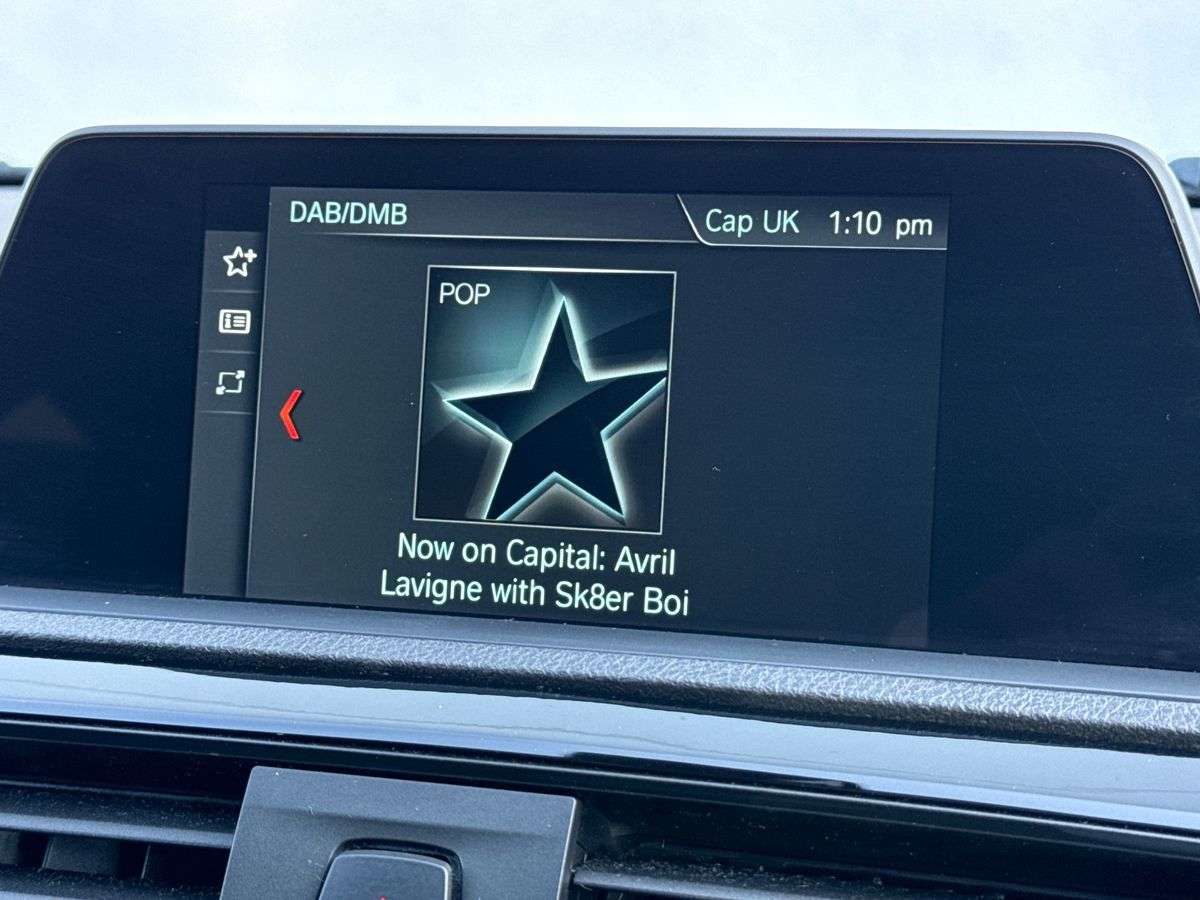 DAB/DMB
Cap UK 1:10 pm
POP
Now on Capital: Avril
Lavigne with Sk8er Boi